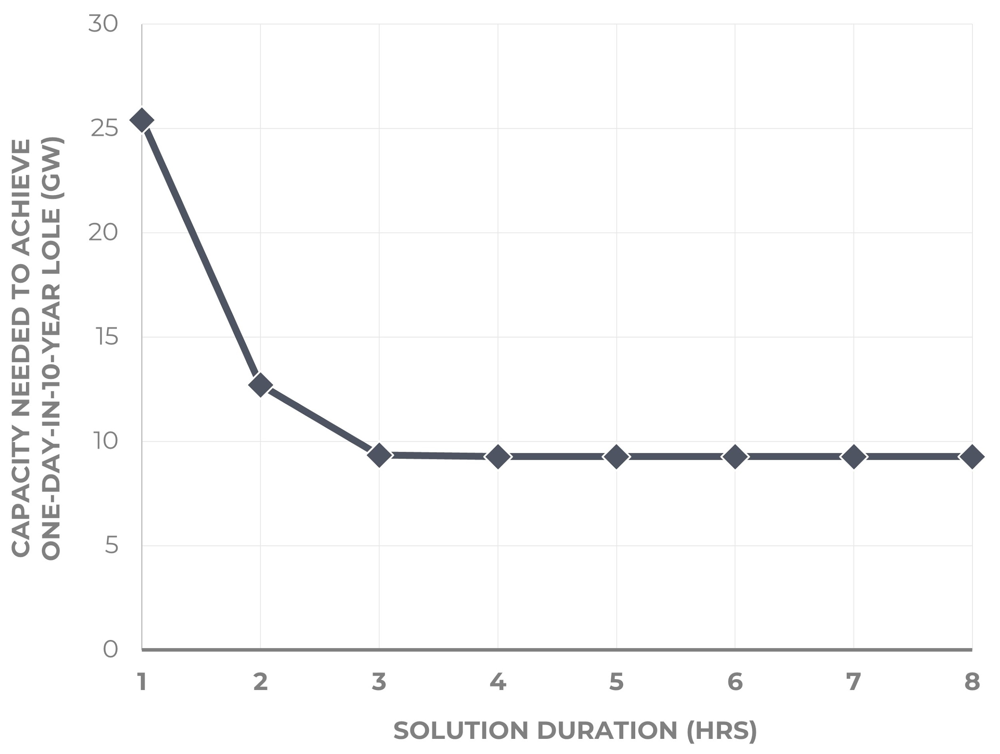 CAPACITY NEEDED TO ACHIEVE
ONE-DAY-IN-10-YEAR LOLE (GW)
30
25
20
15
10
5
0
1 2 3 4 5 6 7 8
SOLUTION DURATION (HRS)